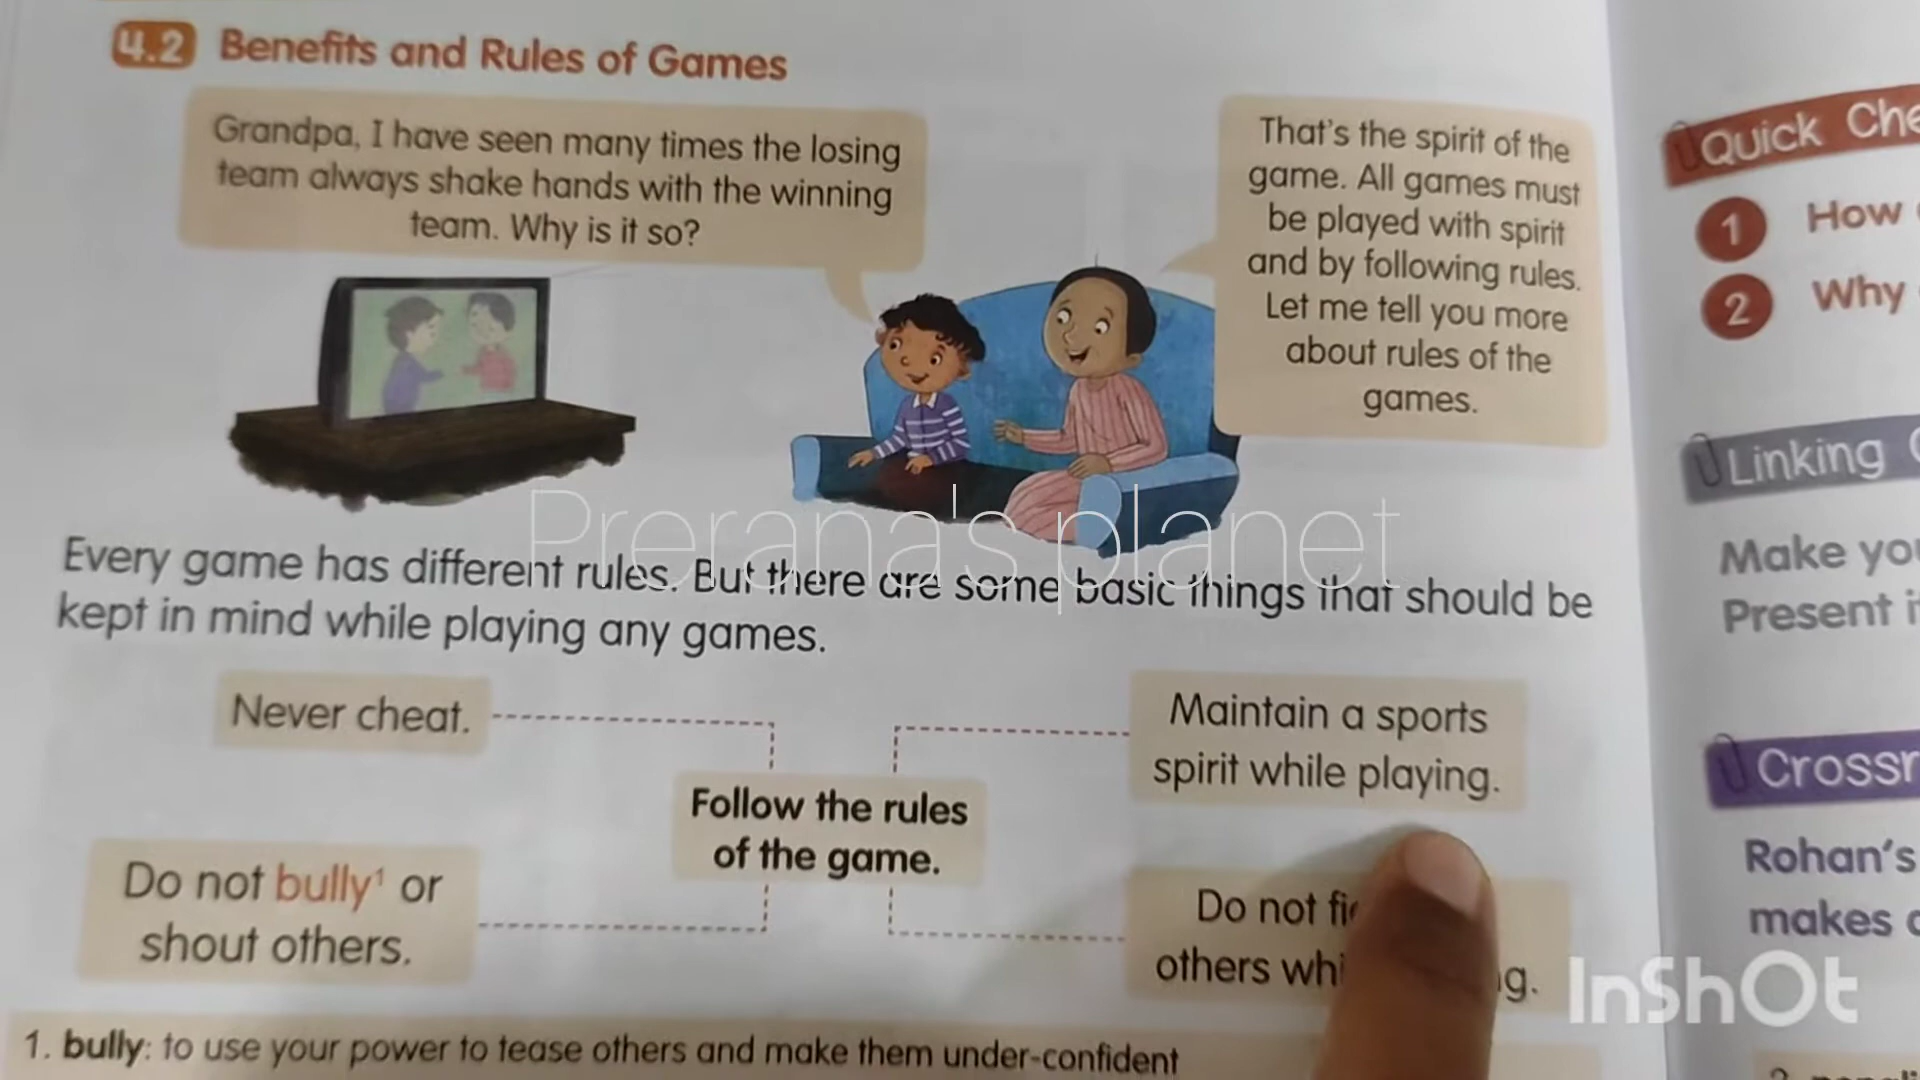 4.2 Benefits and Rules of Games
Grandpa, I have seen many times the losing
team always shake hands with the winning
team. Why is it so?
That's the spirit of the
game. All games must
be played with spirit
and by following rules.
Let me tell you more
about rules of the
games.
Prerana's planet
Every game has different rules. But there are some basic things that should be
kept in mind while playing any games.
Never cheat.
Maintain a sports
spirit while playing.
Follow the rules
of the game.
Do not bully¹ or
shout others.
Do not
others
1. bully: to use your power to tease others and make them under-confident
Quick
1 How
2 Why
Linking
Make
Present
Rohan's
makes
InShOt